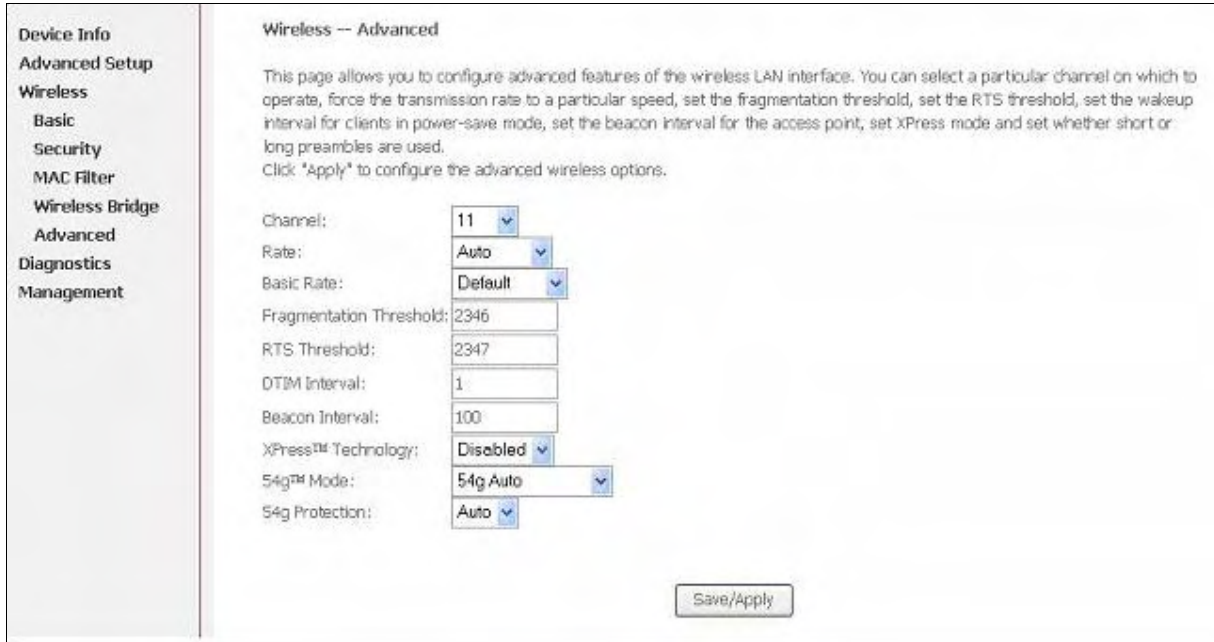 Device Info
Advanced Setup
Wireless
Basic
Security
MAC Filter
Wireless Bridge
Advanced
Diagnostics
Management
Wireless -- Advanced
This page allows you to configure advanced features of the wireless LAN interface. You can select a particular channel on which to
operate, force the transmission rate to a particular speed, set the fragmentation threshold, set the RTS threshold, set the wakeup
interval for clients in power-save mode, set the beacon interval for the access point, set XPress mode and set whether short or
long preambles are used.
Click "Apply" to configure the advanced wireless options.
Channel: 11
Rate: Auto
Basic Rate: Default
Fragmentation Threshold: 2346
RTS Threshold: 2347
DTIM Interval: 1
Beacon Interval: 100
XPress™ Technology: Disabled
54g™ Mode: 54g Auto
54g Protection: Auto
Save/Apply